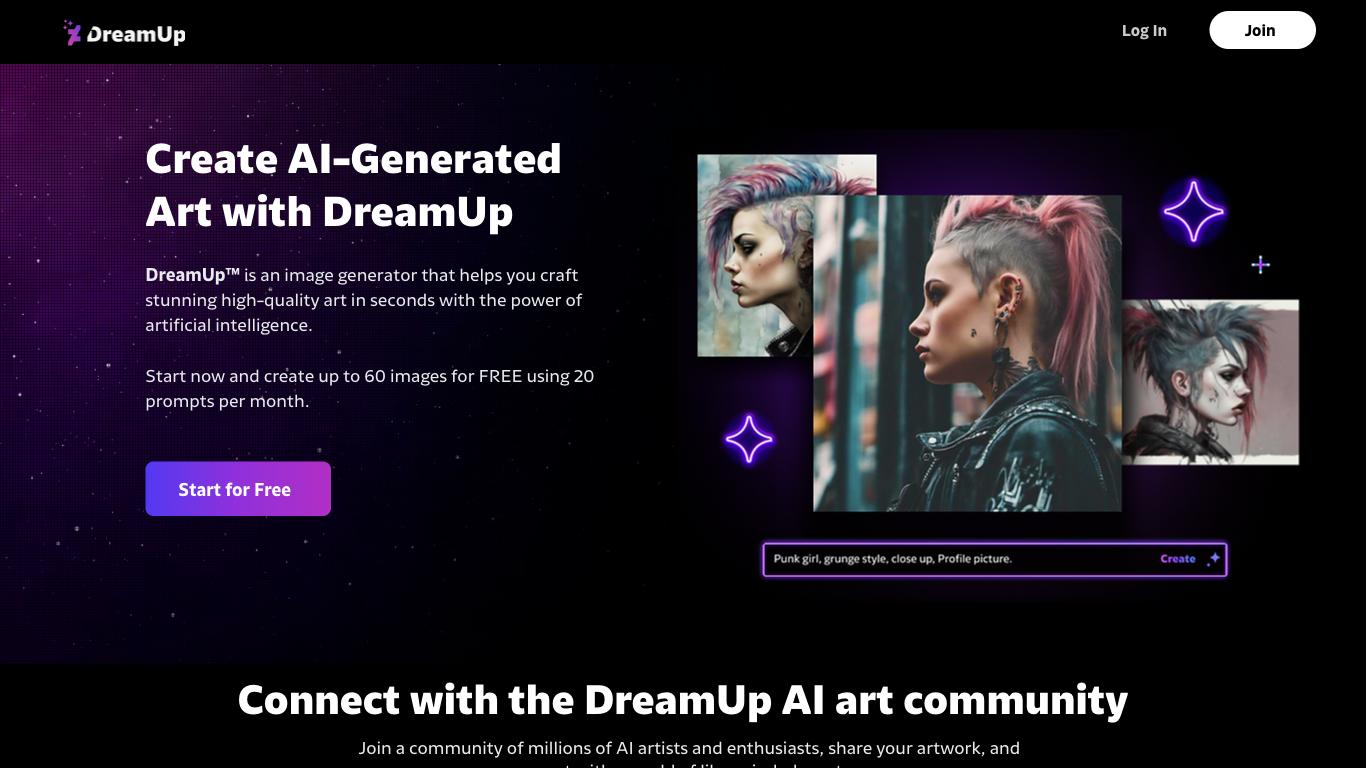 DreamUp
Log In
Join
Create AI-Generated
Art with DreamUp
DreamUp™ is an image generator that helps you craft
stunning high-quality art in seconds with the power of
artificial intelligence.
Start now and create up to 60 images for FREE using 20
prompts per month.
Start for Free
Punk girl, grunge style, close up, Profile picture.
Create
Connect with the DreamUp AI art community
Join a community of millions of AI artists and enthusiasts, share your artwork, and